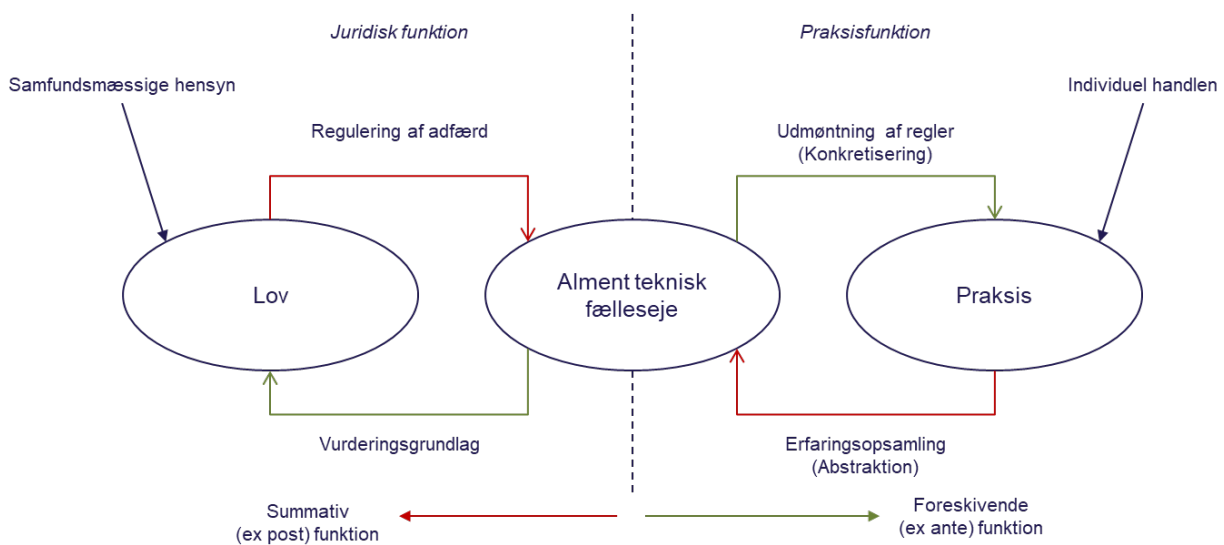 Juridisk funktion
Praksisfunktion
Samfundsmæssige hensyn
Individuel handlen
Regulering af adfærd
Udmøntning af regler
(Konkretisering)
Lov
Alment teknisk
fælleseje
Praksis
Vurderingsgrundlag
Erfaringsopsamling
(Abstraktion)
Summativ
(ex post) funktion
Foreskivende
(ex ante) funktion